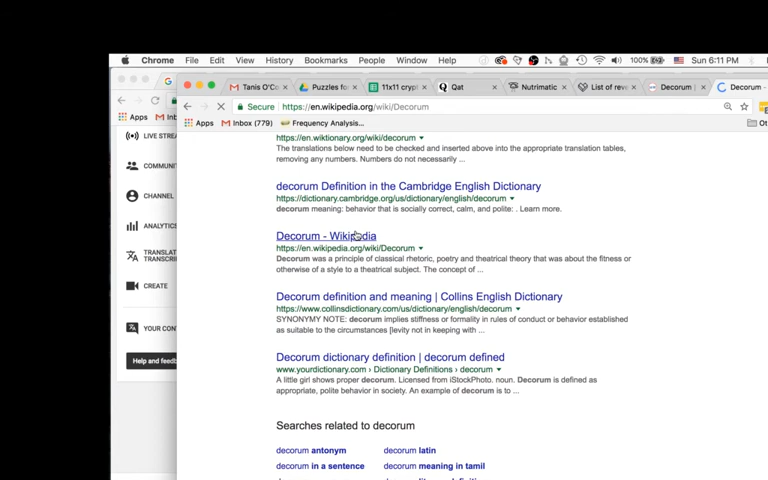 Chrome File Edit View History Bookmarks People Window Help 100% Sun 6:11 PM
Tanis O'Co Puzzles fo 11x11 crypt Qat Nutrimatic List of reve Decorum | Decorum -
Secure https://en.wikipedia.org/wiki/Decorum
Apps Inbox (779) Frequency Analysis...
Apps
LIVE STREA
COMMUNI
CHANNEL
ANALYTICS
TRANSLAT
TRANSCRIP
CREATE
YOUR CON
Help and feedb
https://en.wiktionary.org/wiki/decorum
The translations below need to be checked and inserted above into the appropriate translation tables,
removing any numbers. Numbers do not necessarily ...
decorum Definition in the Cambridge English Dictionary
https://dictionary.cambridge.org/us/dictionary/english/decorum
decorum meaning: behavior that is socially correct, calm, and polite: . Learn more.
Decorum - Wikipedia
https://en.wikipedia.org/wiki/Decorum
Decorum was a principle of classical rhetoric, poetry and theatrical theory that was about the fitness or
otherwise of a style to a theatrical subject. The concept of ...
Decorum definition and meaning | Collins English Dictionary
https://www.collinsdictionary.com/us/dictionary/english/decorum
SYNONYMY NOTE: decorum implies stiffness or formality in rules of conduct or behavior established
as suitable to the circumstances [levity not in keeping with ...
Decorum dictionary definition | decorum defined
www.yourdictionary.com › Dictionary Definitions › decorum
A little girl shows proper decorum. Licensed from iStockPhoto. noun. Decorum is defined as
appropriate, polite behavior in society. An example of decorum is to ...
Searches related to decorum
decorum antonym decorum latin
decorum in a sentence decorum meaning in tamil